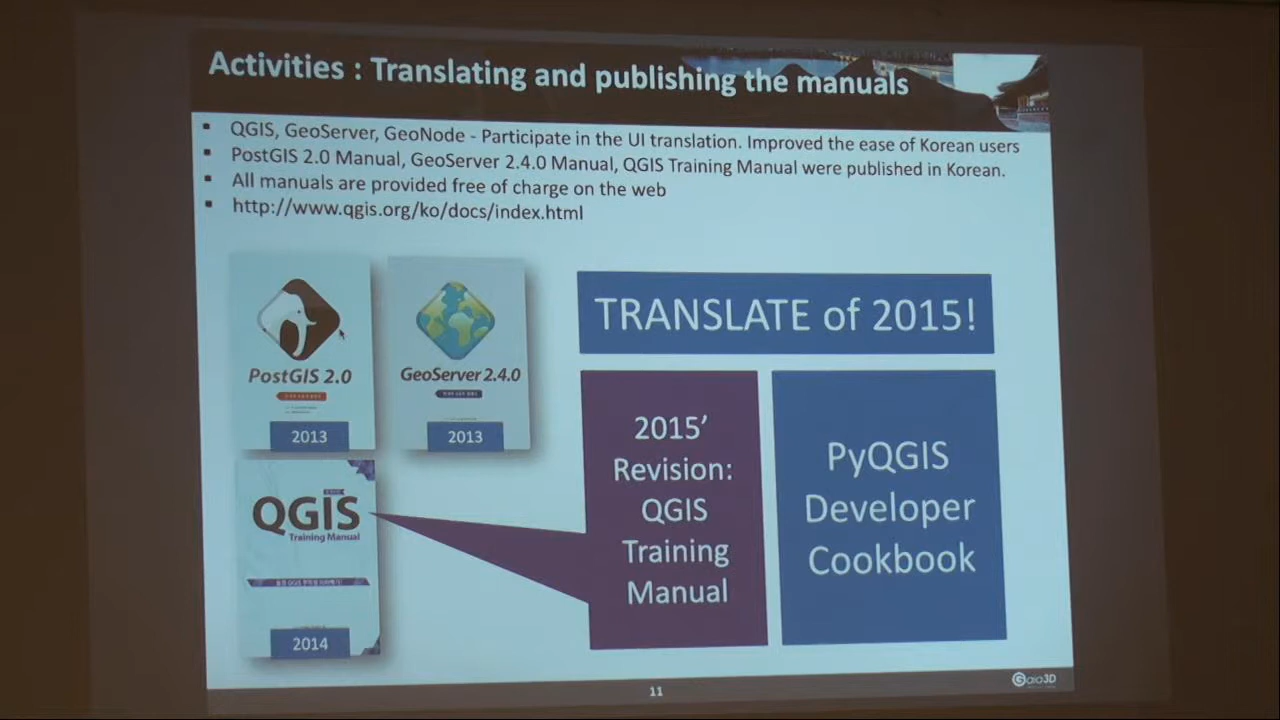 Activities : Translating and publishing the manuals
▪ QGIS, GeoServer, GeoNode - Participate in the UI translation. Improved the ease of Korean users
▪ PostGIS 2.0 Manual, GeoServer 2.4.0 Manual, QGIS Training Manual were published in Korean.
▪ All manuals are provided free of charge on the web
▪ http://www.qgis.org/ko/docs/index.html
PostGIS 2.0
2013
GeoServer 2.4.0
2013
QGIS
Training Manual
2014
TRANSLATE of 2015!
2015’
Revision:
QGIS
Training
Manual
PyQGIS
Developer
Cookbook
11
Gaia3D